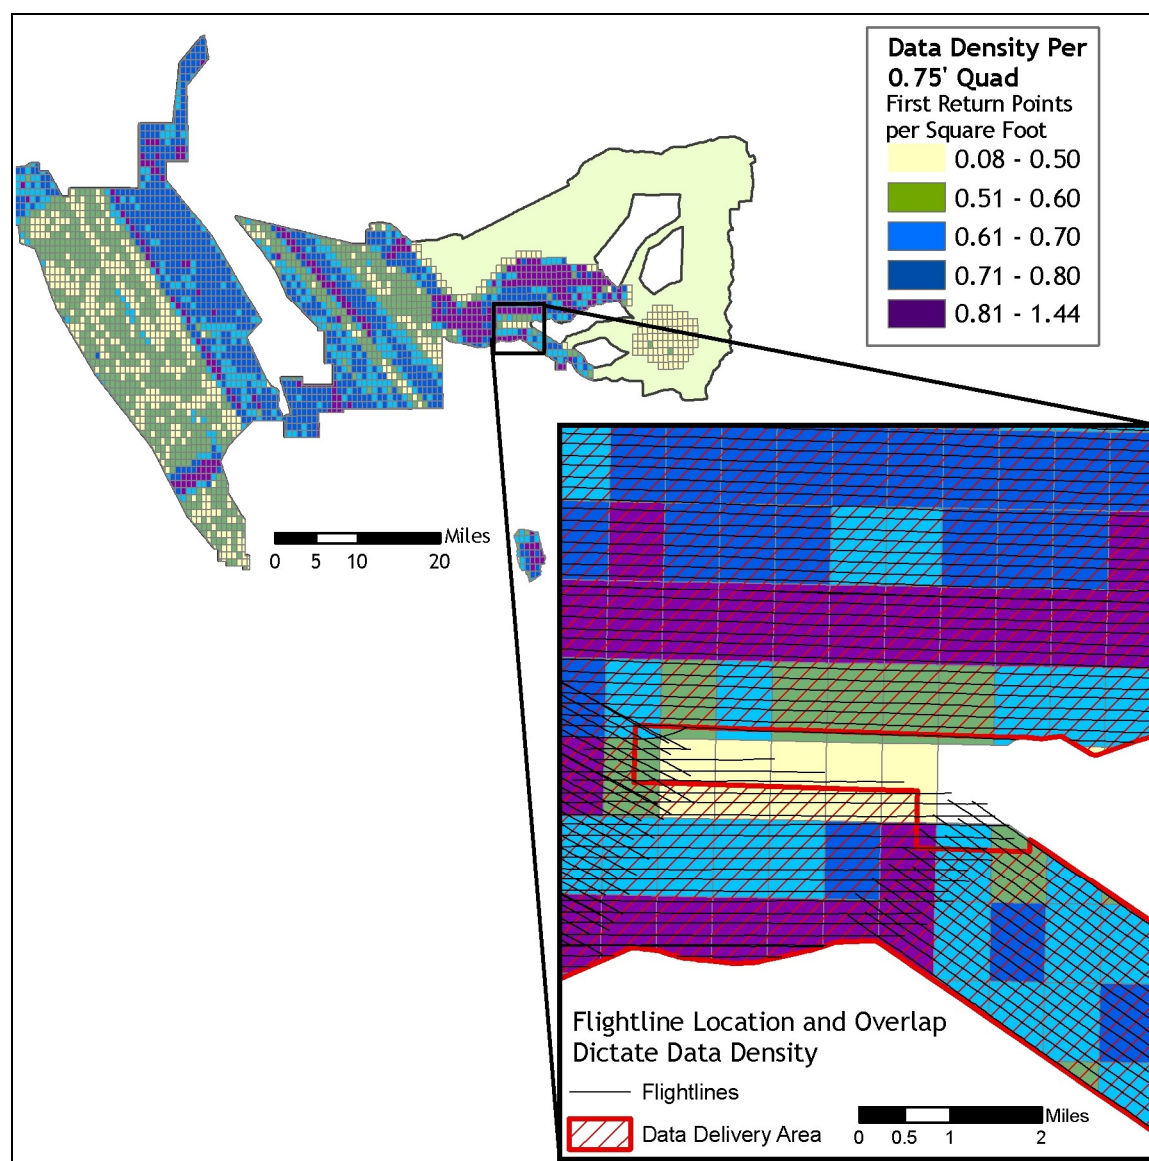 Data Density Per
0.75' Quad
First Return Points
per Square Foot
0.08 - 0.50
0.51 - 0.60
0.61 - 0.70
0.71 - 0.80
0.81 - 1.44
Miles
0 5 10 20
Flightline Location and Overlap
Dictate Data Density
Flightlines
Data Delivery Area
Miles
0 0.5 1 2